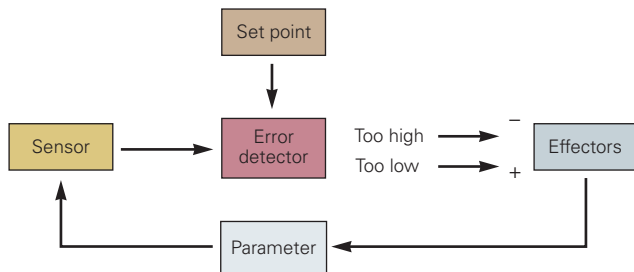 Set point
Sensor
Error
detector
Too high
−
Too low
+
Effectors
Parameter